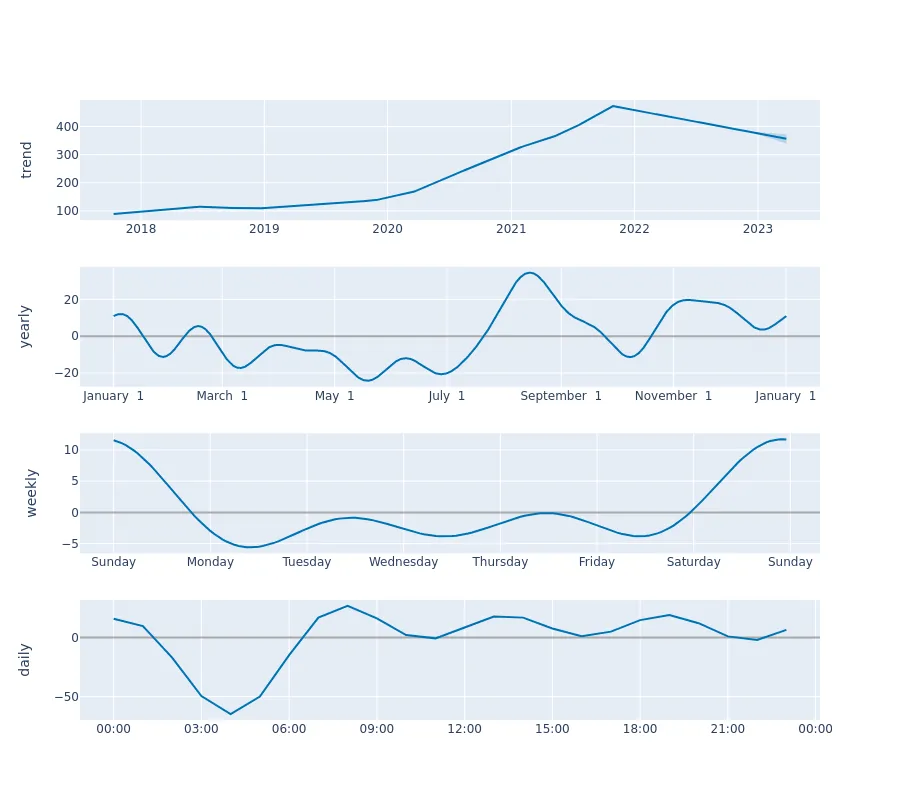 trend
400
300
200
100
2018 2019 2020 2021 2022 2023
yearly
20
0
−20
January 1 March 1 May 1 July 1 September 1 November 1 January 1
weekly
10
5
0
−5
Sunday Monday Tuesday Wednesday Thursday Friday Saturday Sunday
daily
0
−50
00:00 03:00 06:00 09:00 12:00 15:00 18:00 21:00 00:00